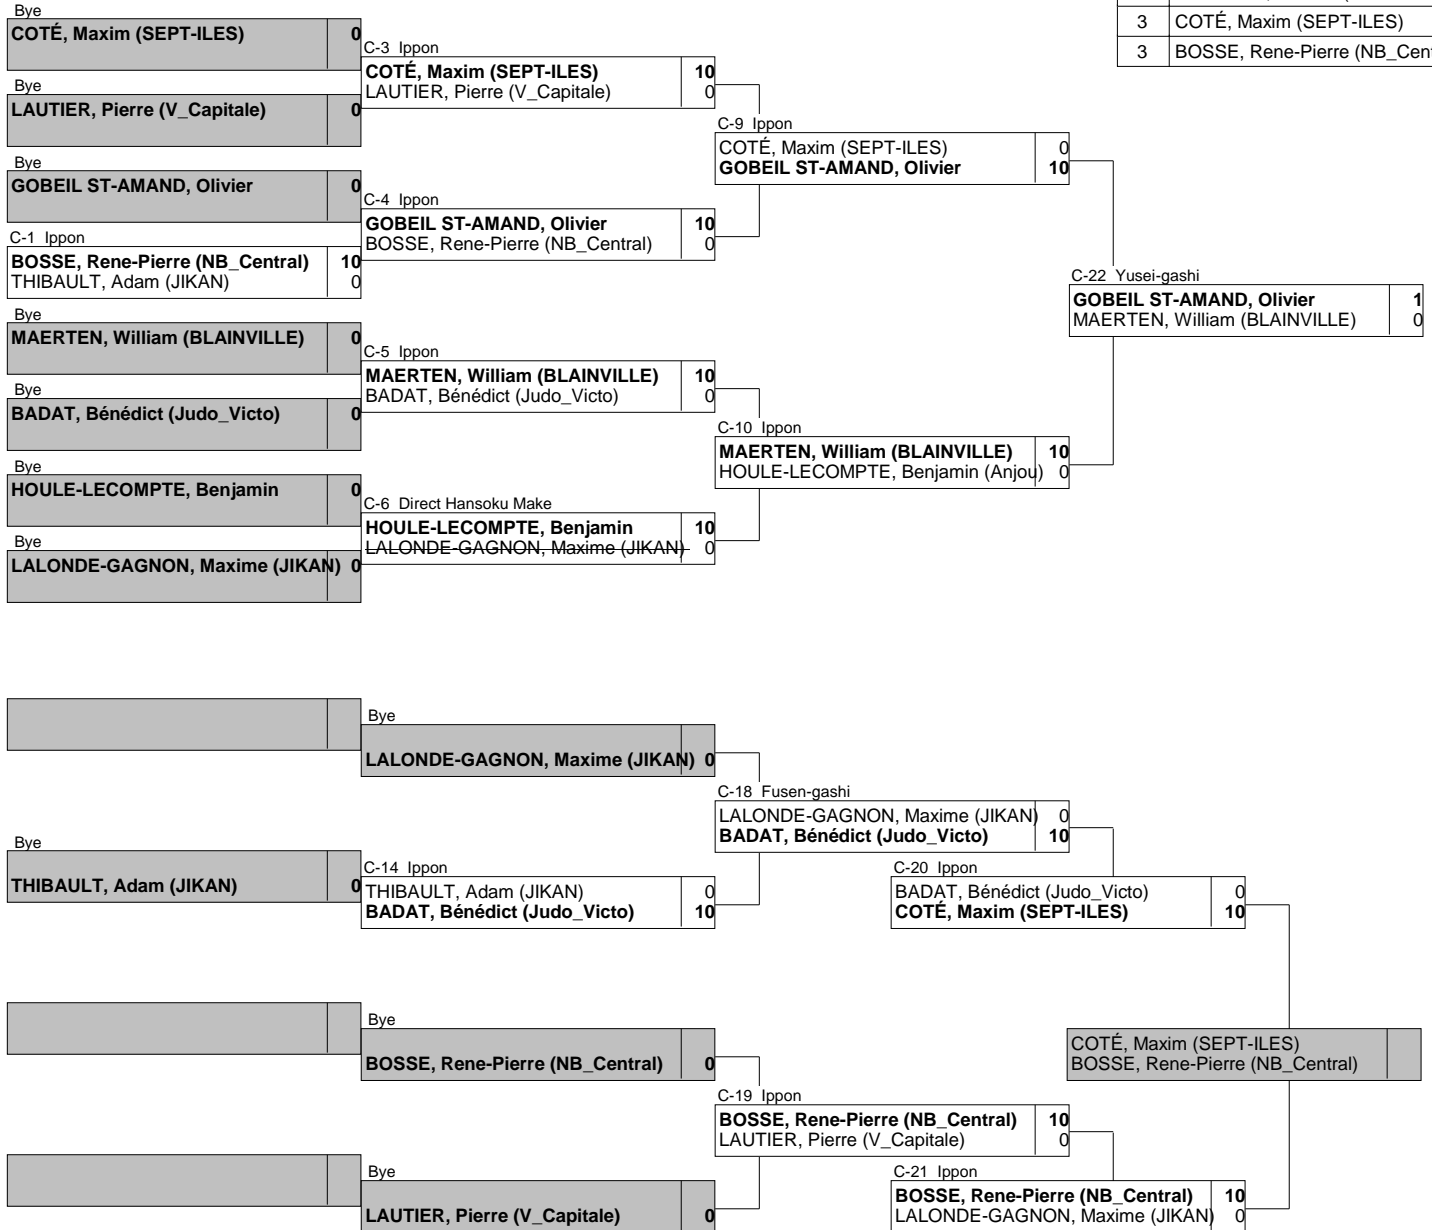 3 COTÉ, Maxim (SEPT-ILES)
3 BOSSE, Rene-Pierre (NB_Cent
Bye
COTÉ, Maxim (SEPT-ILES) 0
Bye
LAUTIER, Pierre (V_Capitale) 0
Bye
GOBEIL ST-AMAND, Olivier 0
C-1 Ippon
BOSSE, Rene-Pierre (NB_Central) 10
THIBAULT, Adam (JIKAN) 0
Bye
MAERTEN, William (BLAINVILLE) 0
Bye
BADAT, Bénédict (Judo_Victo) 0
Bye
HOULE-LECOMPTE, Benjamin 0
Bye
LALONDE-GAGNON, Maxime (JIKAN) 0
C-3 Ippon
COTÉ, Maxim (SEPT-ILES) 10
LAUTIER, Pierre (V_Capitale) 0
C-4 Ippon
GOBEIL ST-AMAND, Olivier 10
BOSSE, Rene-Pierre (NB_Central) 0
C-5 Ippon
MAERTEN, William (BLAINVILLE) 10
BADAT, Bénédict (Judo_Victo) 0
C-6 Direct Hansoku Make
HOULE-LECOMPTE, Benjamin 10
LALONDE-GAGNON, Maxime (JIKAN) 0
C-9 Ippon
COTÉ, Maxim (SEPT-ILES) 0
GOBEIL ST-AMAND, Olivier 10
C-10 Ippon
MAERTEN, William (BLAINVILLE) 10
HOULE-LECOMPTE, Benjamin (Anjou) 0
C-22 Yusei-gashi
GOBEIL ST-AMAND, Olivier 1
MAERTEN, William (BLAINVILLE) 0
Bye
LALONDE-GAGNON, Maxime (JIKAN) 0
Bye
THIBAULT, Adam (JIKAN) 0
C-14 Ippon
THIBAULT, Adam (JIKAN) 0
BADAT, Bénédict (Judo_Victo) 10
C-18 Fusen-gashi
LALONDE-GAGNON, Maxime (JIKAN) 0
BADAT, Bénédict (Judo_Victo) 10
C-20 Ippon
BADAT, Bénédict (Judo_Victo) 0
COTÉ, Maxim (SEPT-ILES) 10
Bye
BOSSE, Rene-Pierre (NB_Central) 0
COTÉ, Maxim (SEPT-ILES)
BOSSE, Rene-Pierre (NB_Central)
C-19 Ippon
BOSSE, Rene-Pierre (NB_Central) 10
LAUTIER, Pierre (V_Capitale) 0
Bye
LAUTIER, Pierre (V_Capitale) 0
C-21 Ippon
BOSSE, Rene-Pierre (NB_Central) 10
LALONDE-GAGNON, Maxime (JIKAN) 0